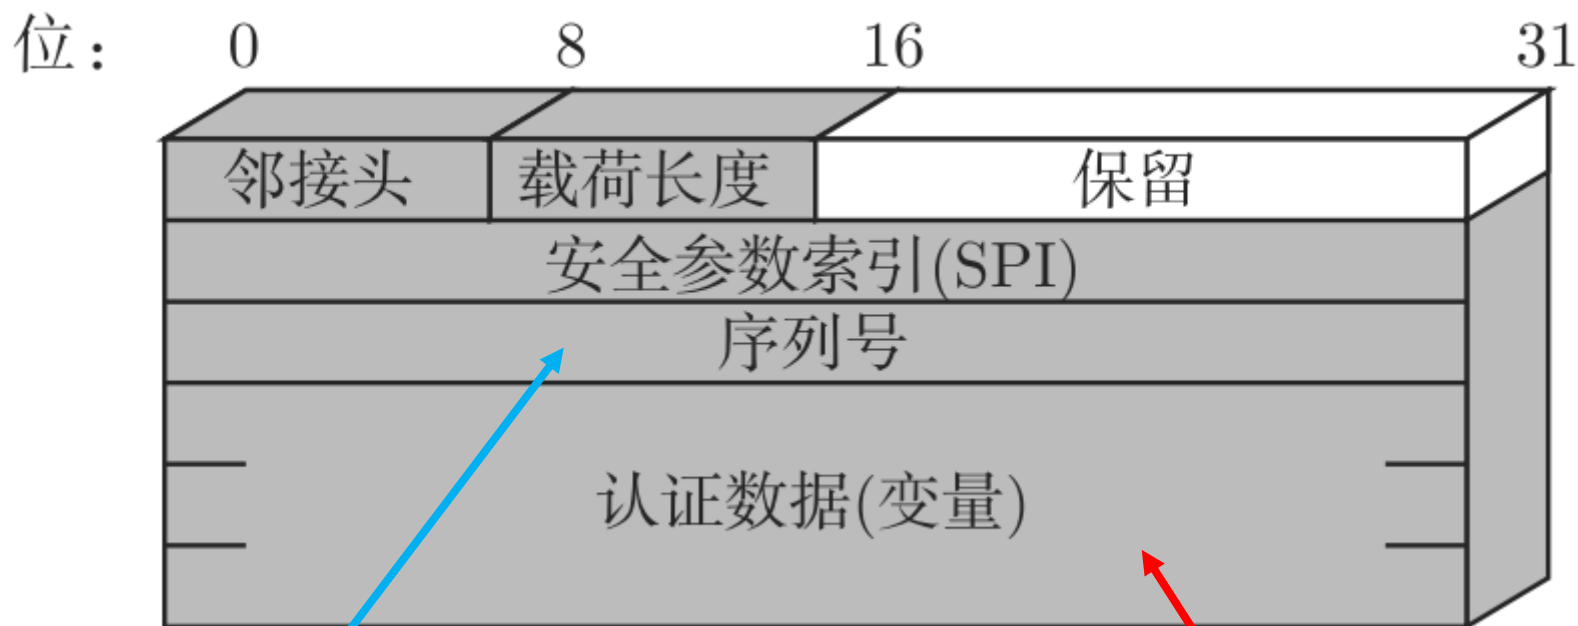 位： 0 8 16 31
邻接头 载荷长度 保留
安全参数索引(SPI)
序列号
认证数据(变量)